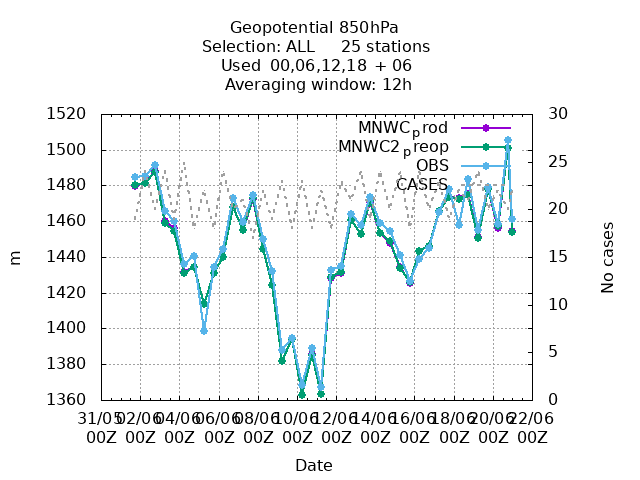 Geopotential 850hPa
Selection: ALL 25 stations
Used 00,06,12,18 + 06
Averaging window: 12h
1520
1500
1480
1460
1440
1420
1400
1380
1360
m
30
25
20
15
10
5
0
No cases
MNWCprod
MNWC2preop
OBS
CASES
31/05 02/06 04/06 06/06 08/06 10/06 12/06 14/06 16/06 18/06 20/06 22/06
00Z 00Z 00Z 00Z 00Z 00Z 00Z 00Z 00Z 00Z 00Z 00Z
Date